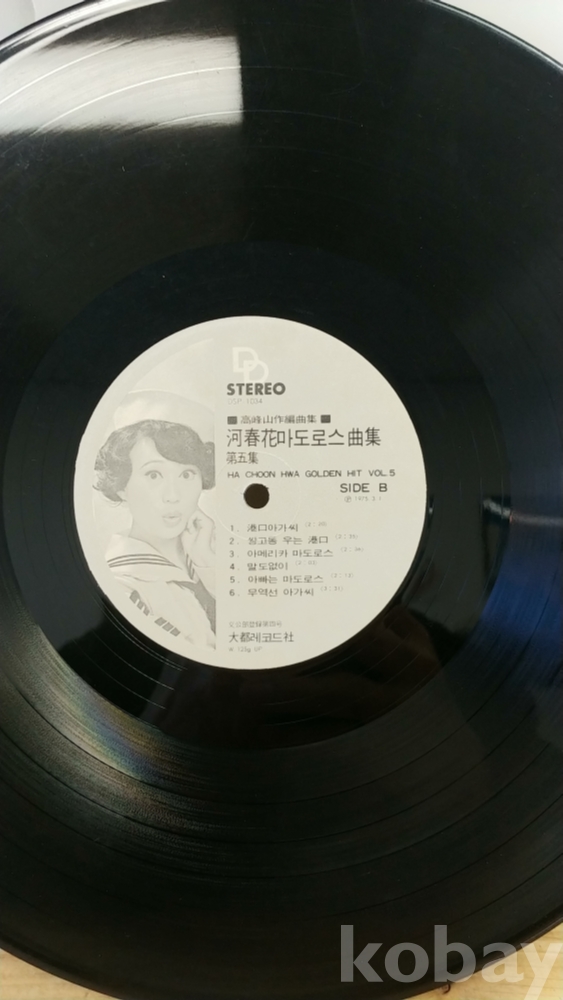 DD
STEREO
DSP-1034
■ 高峰山作編曲集 ■
河春花마도로스曲集
第五集
HA CHOON HWA GOLDEN HIT VOL.5
SIDE B
1. 港口아가씨
2. 쌍고동 우는 港口
3. 아메리카 마도로스
4. 말도없이
5. 아빠는 마도로스
6. 무역선 아가씨
大都레코드社
kobay